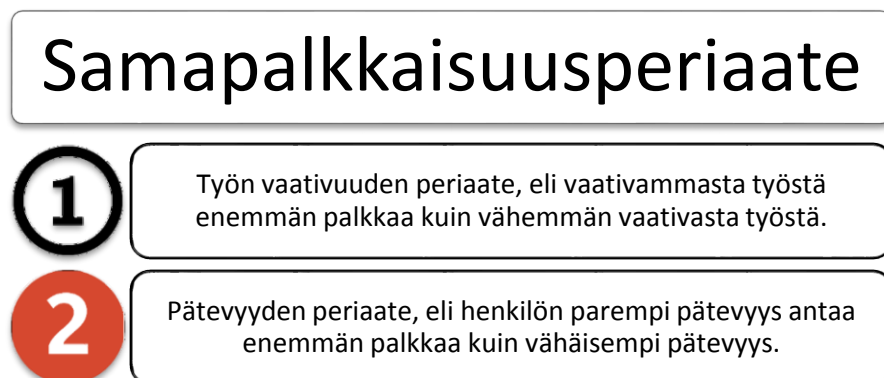 Samapalkkaisuusperiaate
1
Työn vaativuuden periaate, eli vaativammasta työstä
enemmän palkkaa kuin vähemmän vaativasta työstä.
2
Pätevyyden periaate, eli henkilön parempi pätevyys antaa
enemmän palkkaa kuin vähäisempi pätevyys.